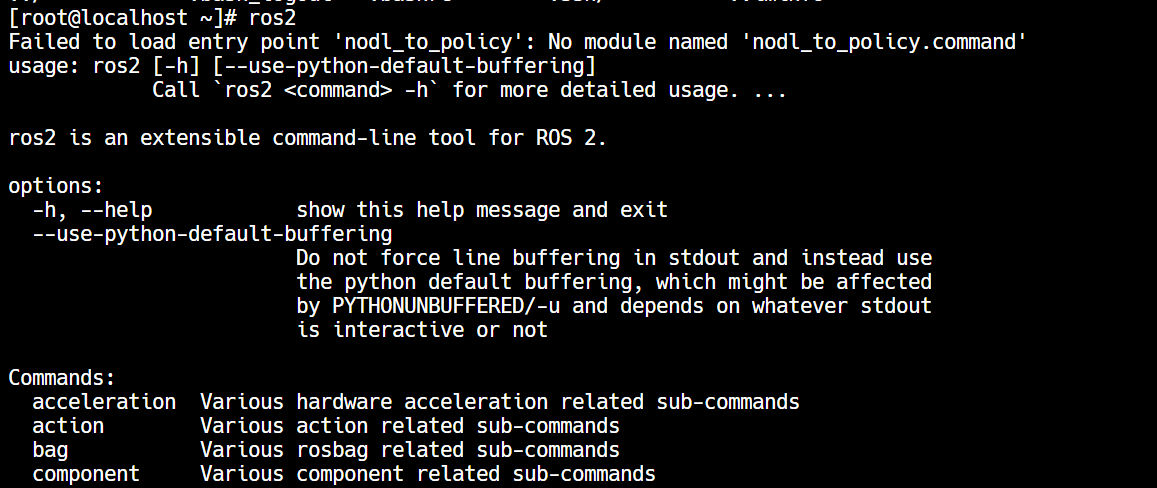 [root@localhost ~]# ros2
Failed to load entry point 'nodl_to_policy': No module named 'nodl_to_policy.command'
usage: ros2 [-h] [--use-python-default-buffering]
            Call `ros2 <command> -h` for more detailed usage. ...
ros2 is an extensible command-line tool for ROS 2.
options:
  -h, --help            show this help message and exit
  --use-python-default-buffering
                        Do not force line buffering in stdout and instead use
                        the python default buffering, which might be affected
                        by PYTHONUNBUFFERED/-u and depends on whatever stdout
                        is interactive or not
Commands:
  acceleration  Various hardware acceleration related sub-commands
  action        Various action related sub-commands
  bag           Various rosbag related sub-commands
  component     Various component related sub-commands